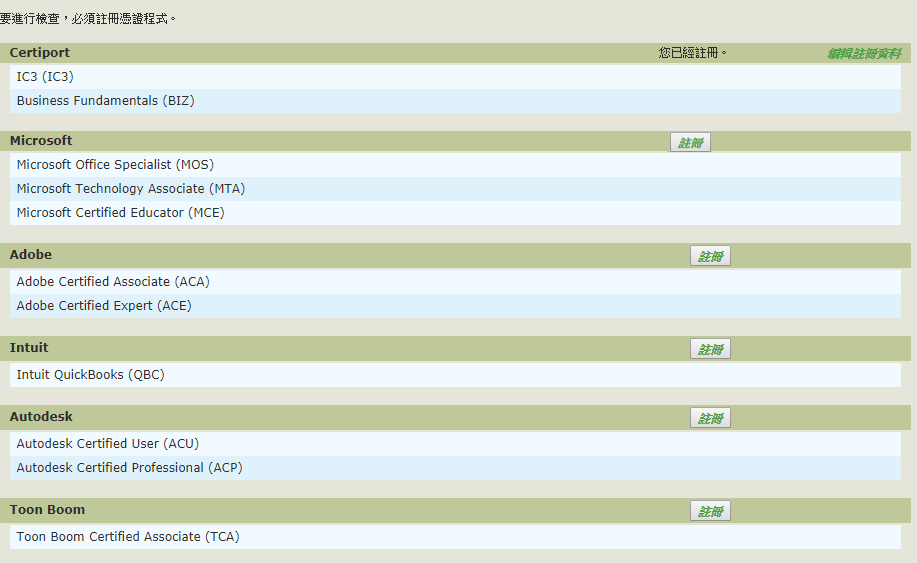 要進行檢查，必須註冊憑證程式。
Certiport 您已經註冊。 編輯註冊資料
IC3 (IC3)
Business Fundamentals (BIZ)
Microsoft 註冊
Microsoft Office Specialist (MOS)
Microsoft Technology Associate (MTA)
Microsoft Certified Educator (MCE)
Adobe 註冊
Adobe Certified Associate (ACA)
Adobe Certified Expert (ACE)
Intuit 註冊
Intuit QuickBooks (QBC)
Autodesk 註冊
Autodesk Certified User (ACU)
Autodesk Certified Professional (ACP)
Toon Boom 註冊
Toon Boom Certified Associate (TCA)